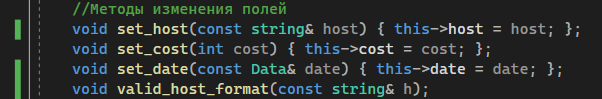 //Методы изменения полей
void set_host(const string& host) { this->host = host; };
void set_cost(int cost) { this->cost = cost; };
void set_date(const Data& date) { this->date = date; };
void valid_host_format(const string& h);